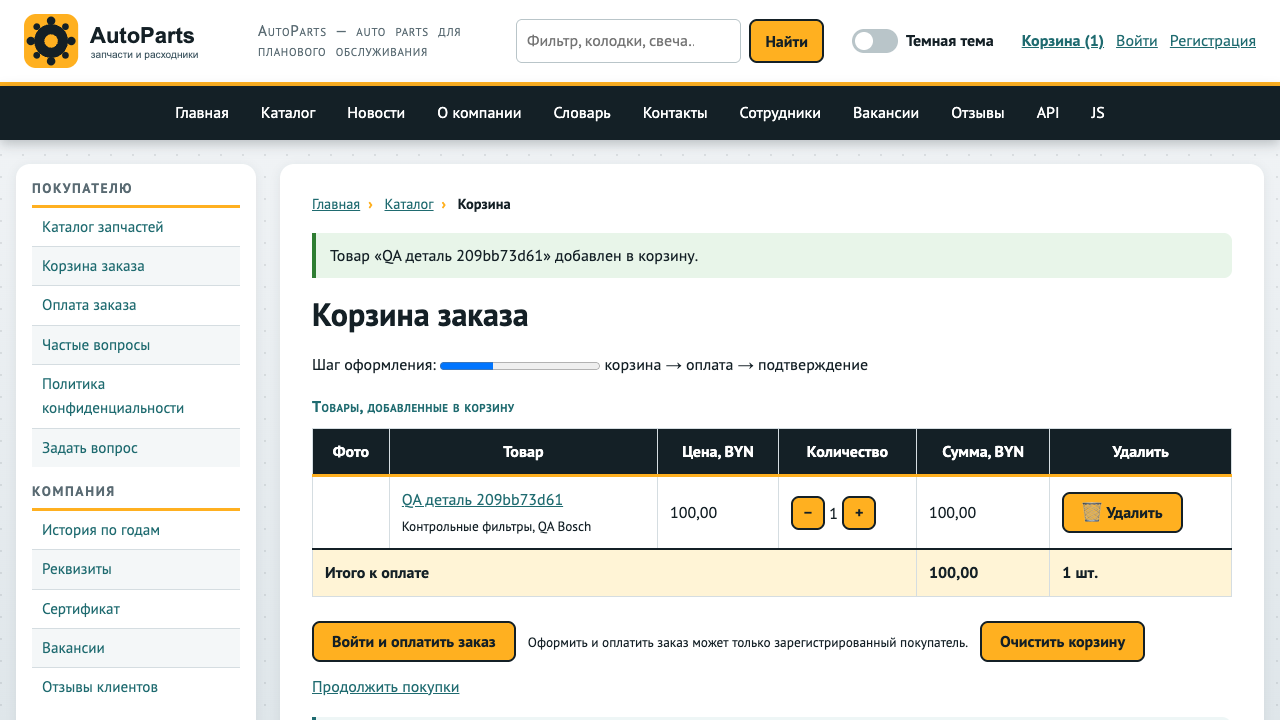 AutoParts
запчасти и расходники
AutoParts — auto parts для
планового обслуживания
Фильтр, колодки, свеча..
Найти
Темная тема
Корзина (1)
Войти
Регистрация
Главная
Каталог
Новости
О компании
Словарь
Контакты
Сотрудники
Вакансии
Отзывы
API
JS
ПОКУПАТЕЛЮ
Каталог запчастей
Корзина заказа
Оплата заказа
Частые вопросы
Политика
конфиденциальности
Задать вопрос
КОМПАНИЯ
История по годам
Реквизиты
Сертификат
Вакансии
Отзывы клиентов
Главная › Каталог › Корзина
Товар «QA деталь 209bb73d61» добавлен в корзину.
Корзина заказа
Шаг оформления: корзина → оплата → подтверждение
Товары, добавленные в корзину
Фото Товар Цена, BYN Количество Сумма, BYN Удалить
QA деталь 209bb73d61
Контрольные фильтры, QA Bosch
100,00
− 1 +
100,00
Удалить
Итого к оплате 100,00 1 шт.
Войти и оплатить заказ
Оформить и оплатить заказ может только зарегистрированный покупатель.
Очистить корзину
Продолжить покупки